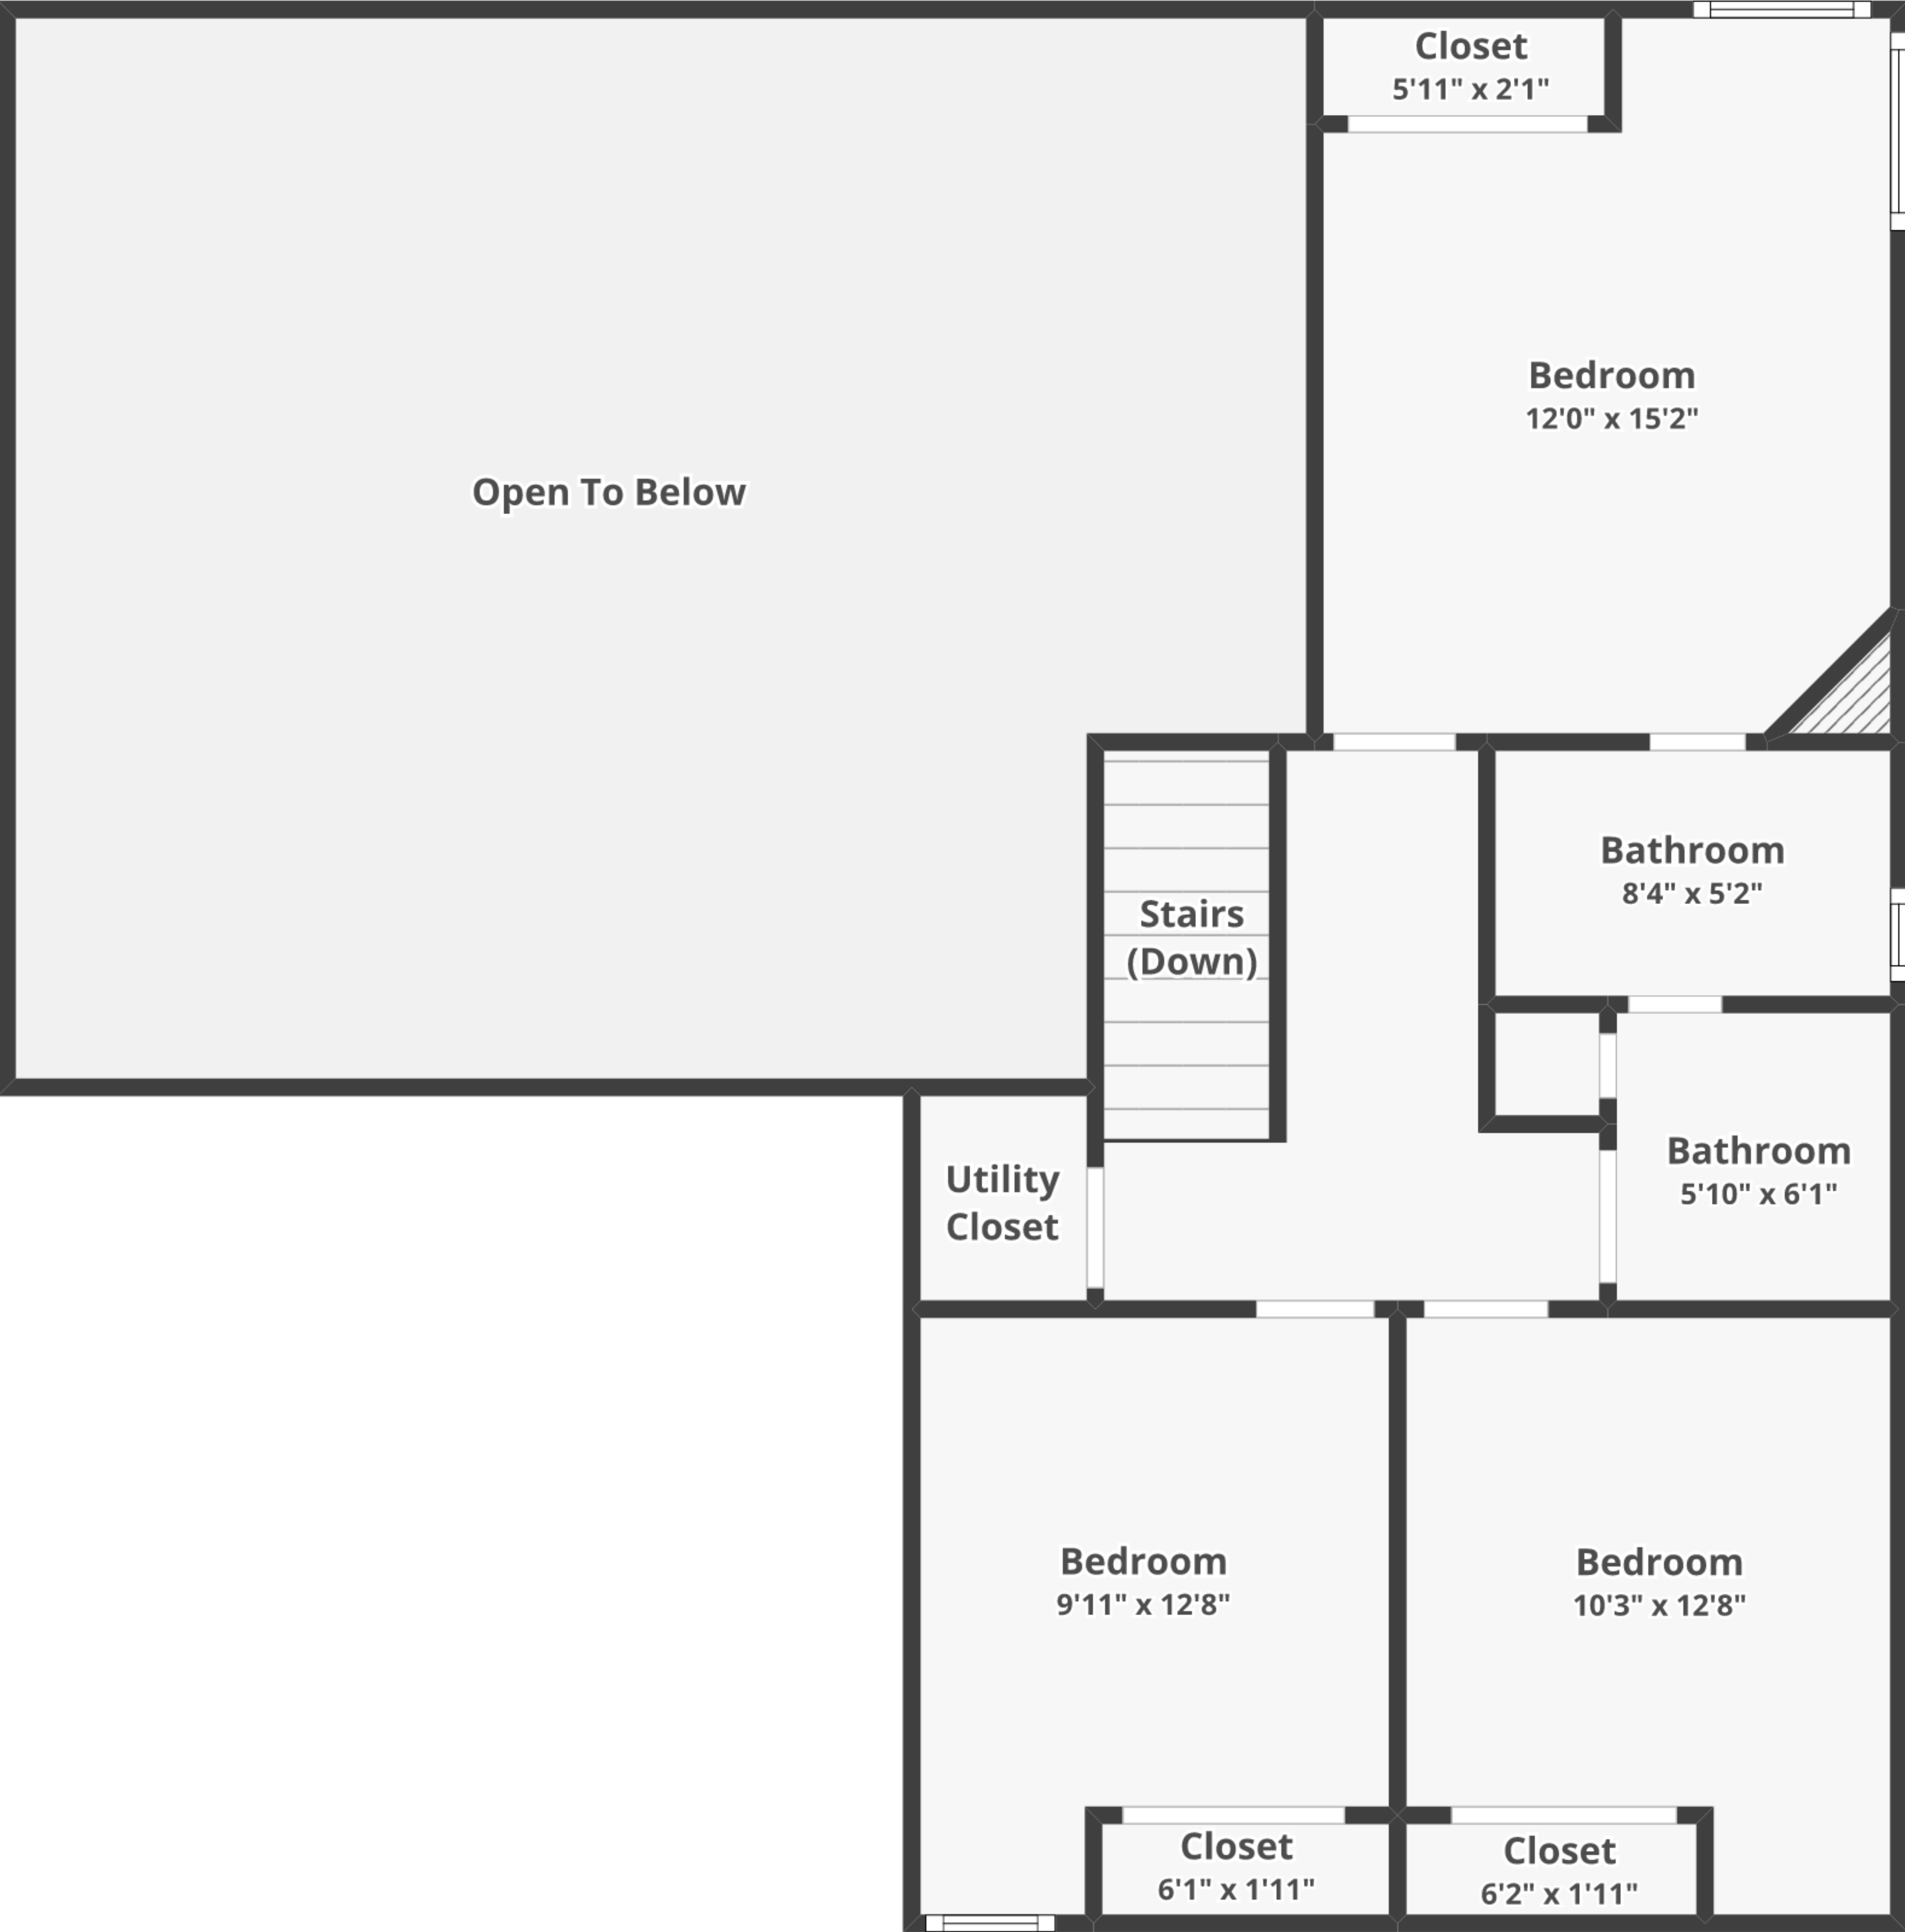 Closet
5'11" x 2'1"
Bedroom
12'0" x 15'2"
Open To Below
Bathroom
8'4" x 5'2"
Stairs
(Down)
Bathroom
5'10" x 6'1"
Utility
Closet
Bedroom
9'11" x 12'8"
Bedroom
10'3" x 12'8"
Closet
6'1" x 1'11"
Closet
6'2" x 1'11"